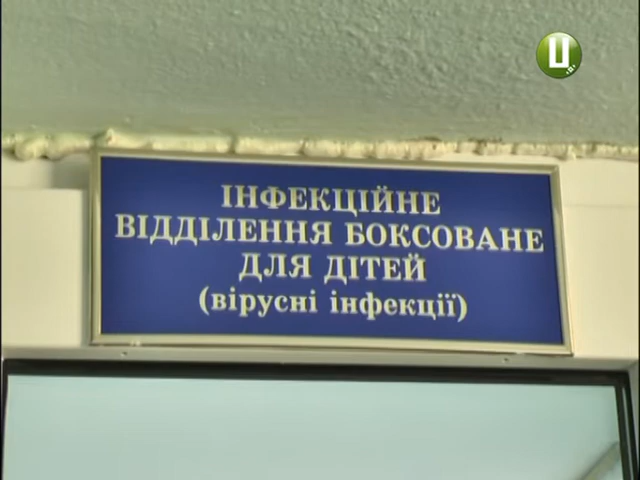 Ц
ІНФЕКЦІЙНЕ
ВІДДІЛЕННЯ БОКСОВАНЕ
ДЛЯ ДІТЕЙ
(вірусні інфекції)